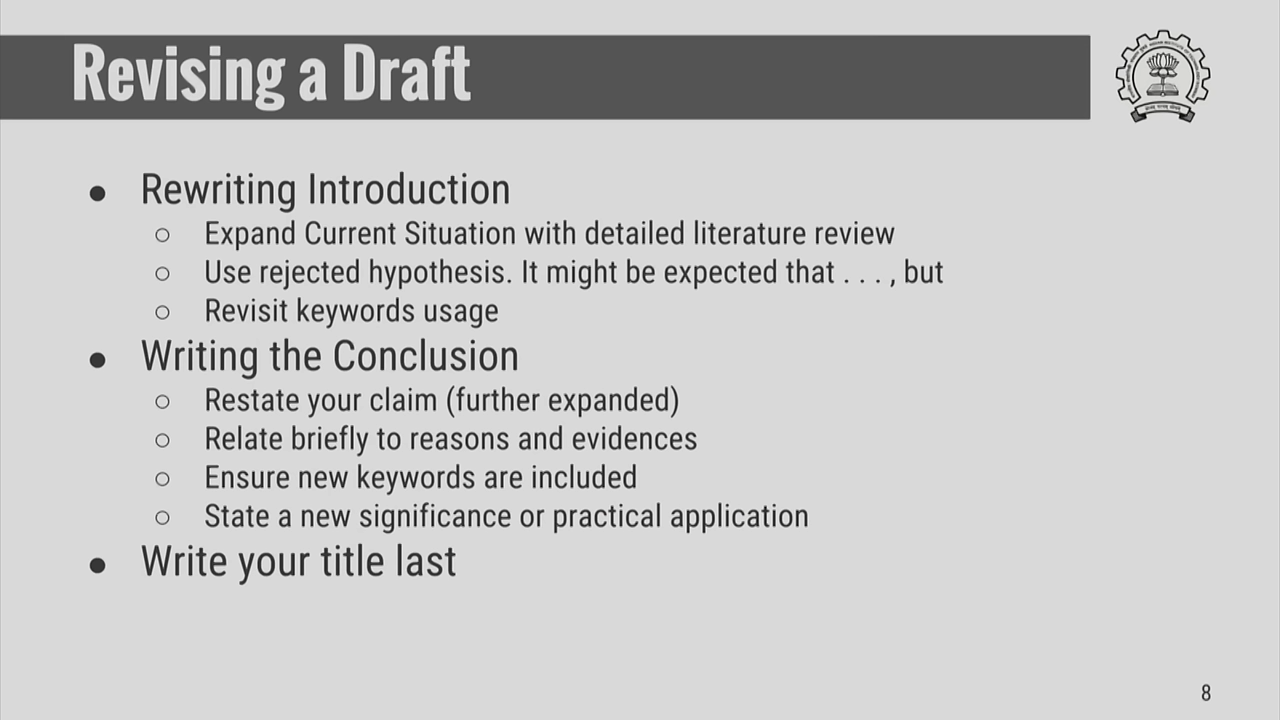 Revising a Draft
● Rewriting Introduction
○ Expand Current Situation with detailed literature review
○ Use rejected hypothesis. It might be expected that . . . , but
○ Revisit keywords usage
● Writing the Conclusion
○ Restate your claim (further expanded)
○ Relate briefly to reasons and evidences
○ Ensure new keywords are included
○ State a new significance or practical application
● Write your title last
8